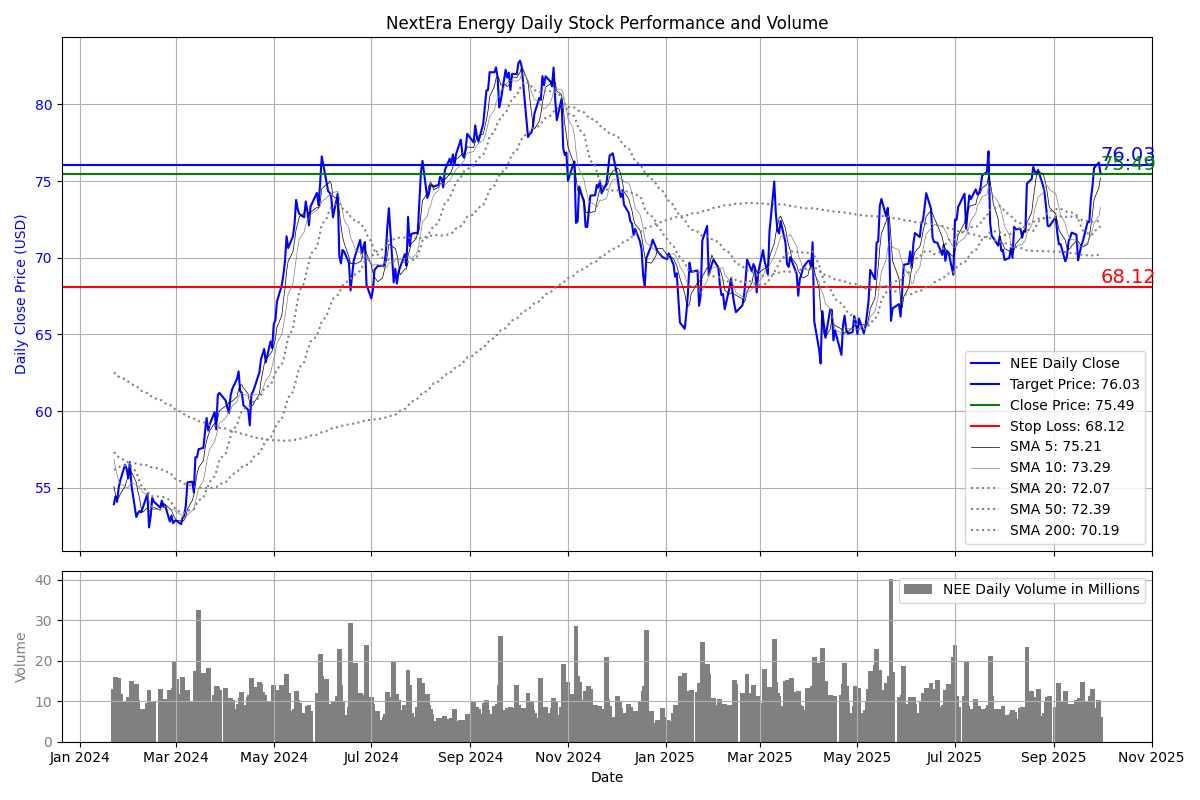 NextEra Energy Daily Stock Performance and Volume
Daily Close Price (USD)
80
75
70
65
60
55
76.03
75.49
68.12
NEE Daily Close
Target Price: 76.03
Close Price: 75.49
Stop Loss: 68.12
SMA 5: 75.21
SMA 10: 73.29
SMA 20: 72.07
SMA 50: 72.39
SMA 200: 70.19
Volume
40
30
20
10
0
NEE Daily Volume in Millions
Jan 2024 Mar 2024 May 2024 Jul 2024 Sep 2024 Nov 2024 Jan 2025 Mar 2025 May 2025 Jul 2025 Sep 2025 Nov 2025
Date